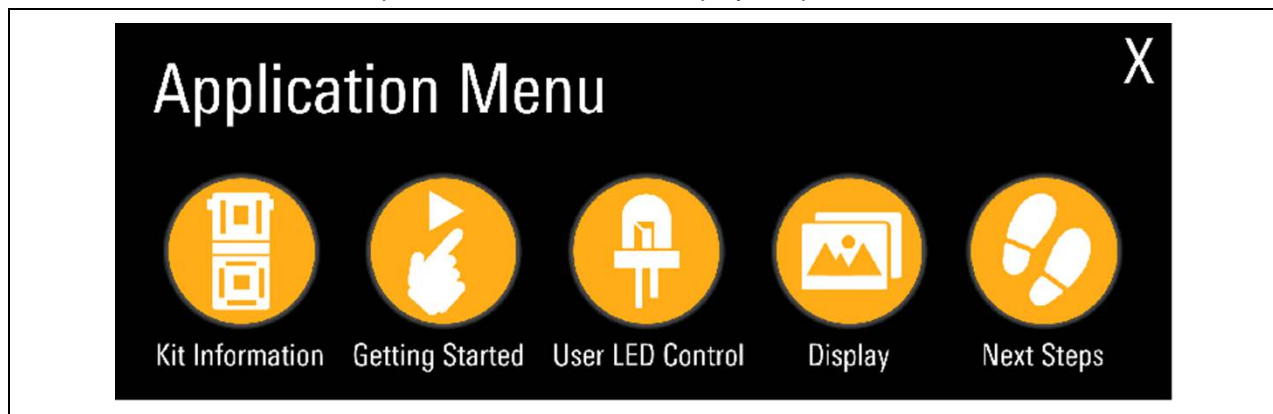 Application Menu
X
Kit Information
Getting Started
User LED Control
Display
Next Steps